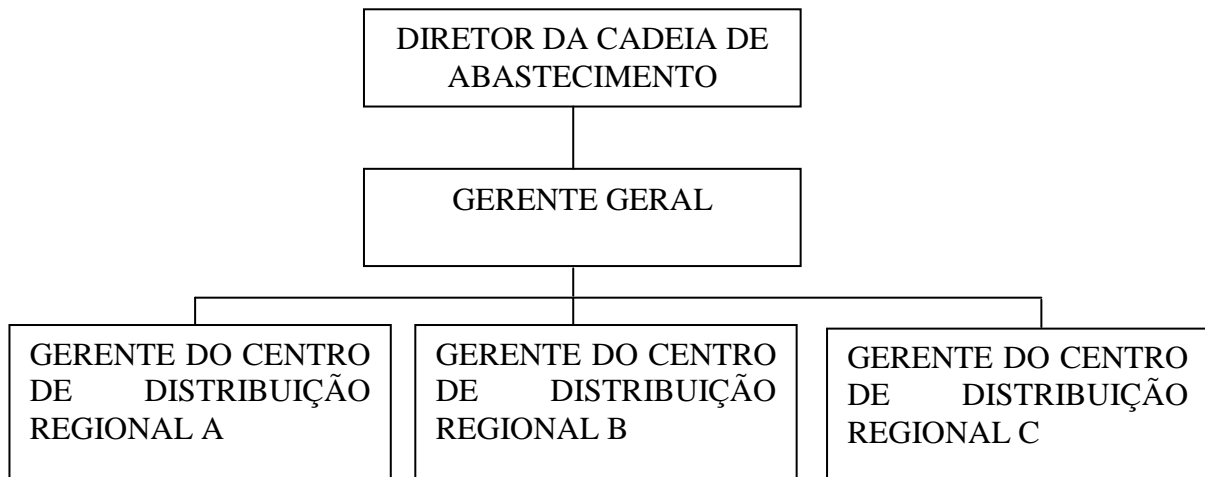 DIRETOR DA CADEIA DE
ABASTECIMENTO
GERENTE GERAL
GERENTE DO CENTRO
DE DISTRIBUIÇÃO
REGIONAL A
GERENTE DO CENTRO
DE DISTRIBUIÇÃO
REGIONAL B
GERENTE DO CENTRO
DE DISTRIBUIÇÃO
REGIONAL C